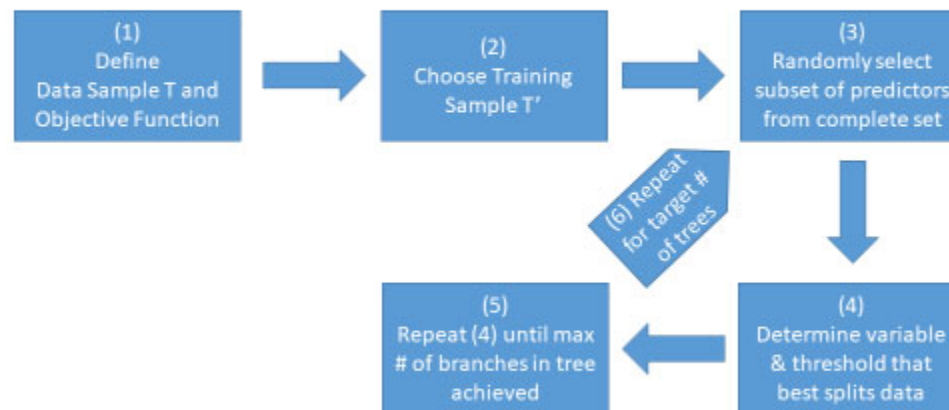 (1)
Define
Data Sample T and
Objective Function
(2)
Choose Training
Sample T’
(3)
Randomly select
subset of predictors
from complete set
(4)
Determine variable
& threshold that
best splits data
(5)
Repeat (4) until max
# of branches in tree
achieved
(6) Repeat
for target #
of trees